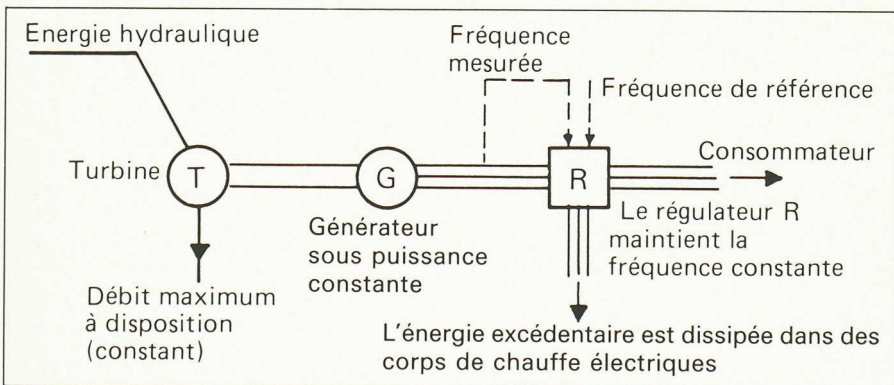 Energie hydraulique
Fréquence
mesurée
Fréquence de référence
Turbine
T
G
R
Consommateur
Générateur
sous puissance
constante
Le régulateur R
maintient la
fréquence constante
Débit maximum
à disposition
(constant)
L'énergie excédentaire est dissipée dans des
corps de chauffe électriques